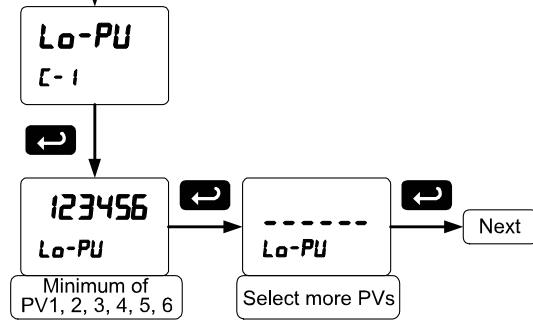 Lo-PU
C-1
123456
Lo-PU
Minimum of
PV1, 2, 3, 4, 5, 6
------
Lo-PU
Select more PVs
Next